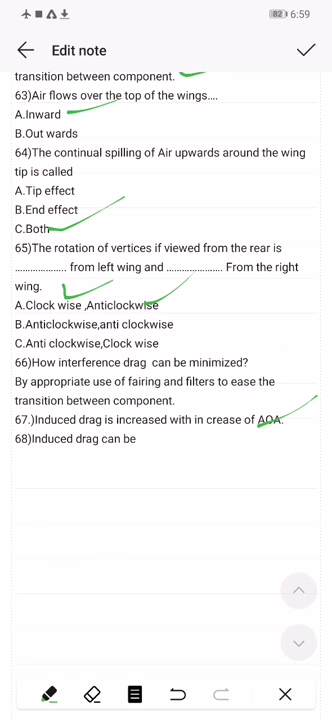 82 6:59
Edit note
transition between component.
63)Air flows over the top of the wings....
A.Inward
B.Out wards
64)The continual spilling of Air upwards around the wing
tip is called
A.Tip effect
B.End effect
C.Both
65)The rotation of vertices if viewed from the rear is
................... from left wing and ..................... From the right
wing.
A.Clock wise ,Anticlockwise
B.Anticlockwise,anti clockwise
C.Anti clockwise,Clock wise
66)How interference drag can be minimized?
By appropriate use of fairing and filters to ease the
transition between component.
67.)Induced drag is increased with in crease of AOA.
68)Induced drag can be